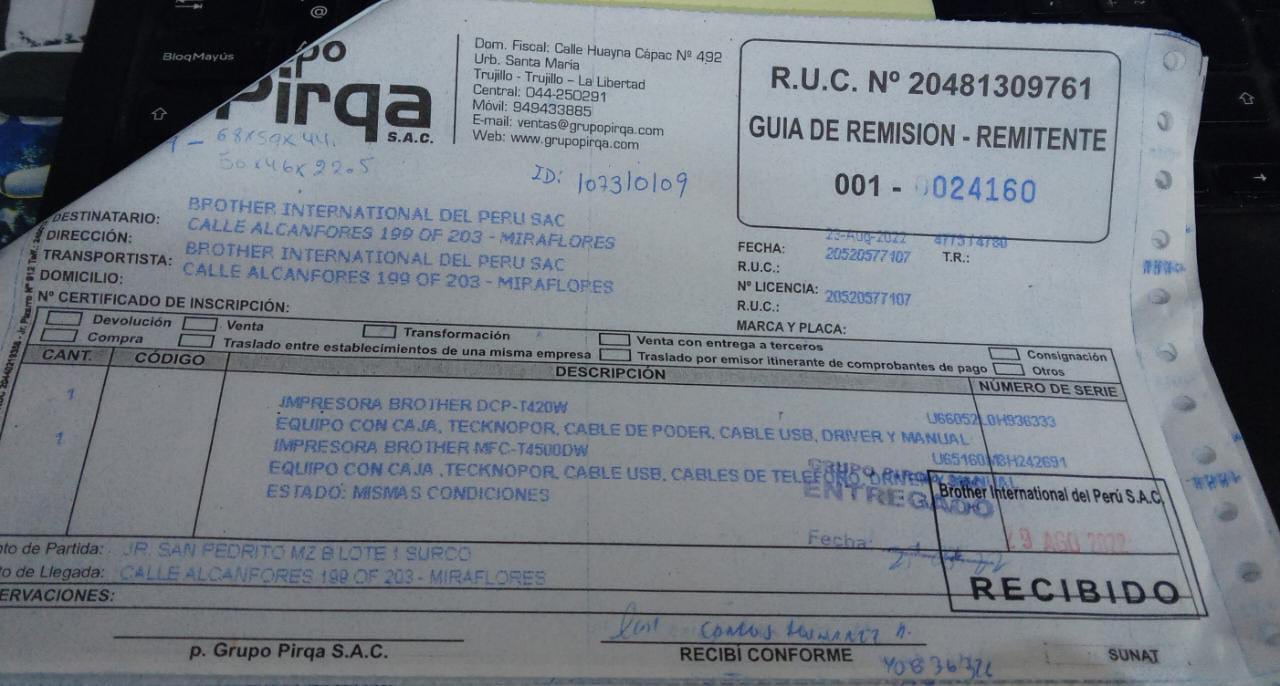 BloqMayús
@
po
Pirqa
S.A.C.
Dom. Fiscal: Calle Huayna Cápac Nº 492
Urb. Santa María
Trujillo - Trujillo – La Libertad
Central: 044-250291
Móvil: 949433885
E-mail: ventas@grupopirqa.com
Web: www.grupopirqa.com
R.U.C. Nº 20481309761
GUIA DE REMISION - REMITENTE
001 - 0024160
68x59x44.
50x46x22.5
ID: 107310109
DESTINATARIO: BROTHER INTERNATIONAL DEL PERU SAC
DIRECCIÓN: CALLE ALCANFORES 199 OF 203 - MIRAFLORES
TRANSPORTISTA: BROTHER INTERNATIONAL DEL PERU SAC
DOMICILIO: CALLE ALCANFORES 199 OF 203 - MIRAFLORES
Nº CERTIFICADO DE INSCRIPCIÓN:
FECHA: 23-Aug-2022
R.U.C.: 20520577107 T.R.:
Nº LICENCIA:
R.U.C.: 20520577107
MARCA Y PLACA:
Devolución Venta Transformación Venta con entrega a terceros Consignación
Compra Traslado entre establecimientos de una misma empresa Traslado por emisor itinerante de comprobantes de pago Otros
CANT. CÓDIGO DESCRIPCIÓN NÚMERO DE SERIE
1 IMPRESORA BROTHER DCP-T420W
EQUIPO CON CAJA, TECKNOPOR, CABLE DE PODER, CABLE USB, DRIVER Y MANUAL
1 IMPRESORA BROTHER MFC-T4500DW
EQUIPO CON CAJA ,TECKNOPOR, CABLE USB, CABLES DE TELEFONO, DRIVER Y MANUAL
ESTADO: MISMAS CONDICIONES
GRUPO PIRQA
ENTREGADO
Fecha:
Brother International del Perú S.A.C.
9 AGO 2022
RECIBIDO
to de Partida: JR. SAN PEDRITO MZ B LOTE 1 SURCO
to de Llegada: CALLE ALCANFORES 199 OF 203 - MIRAFLORES
ERVACIONES:
p. Grupo Pirqa S.A.C.
RECIBÍ CONFORME
SUNAT